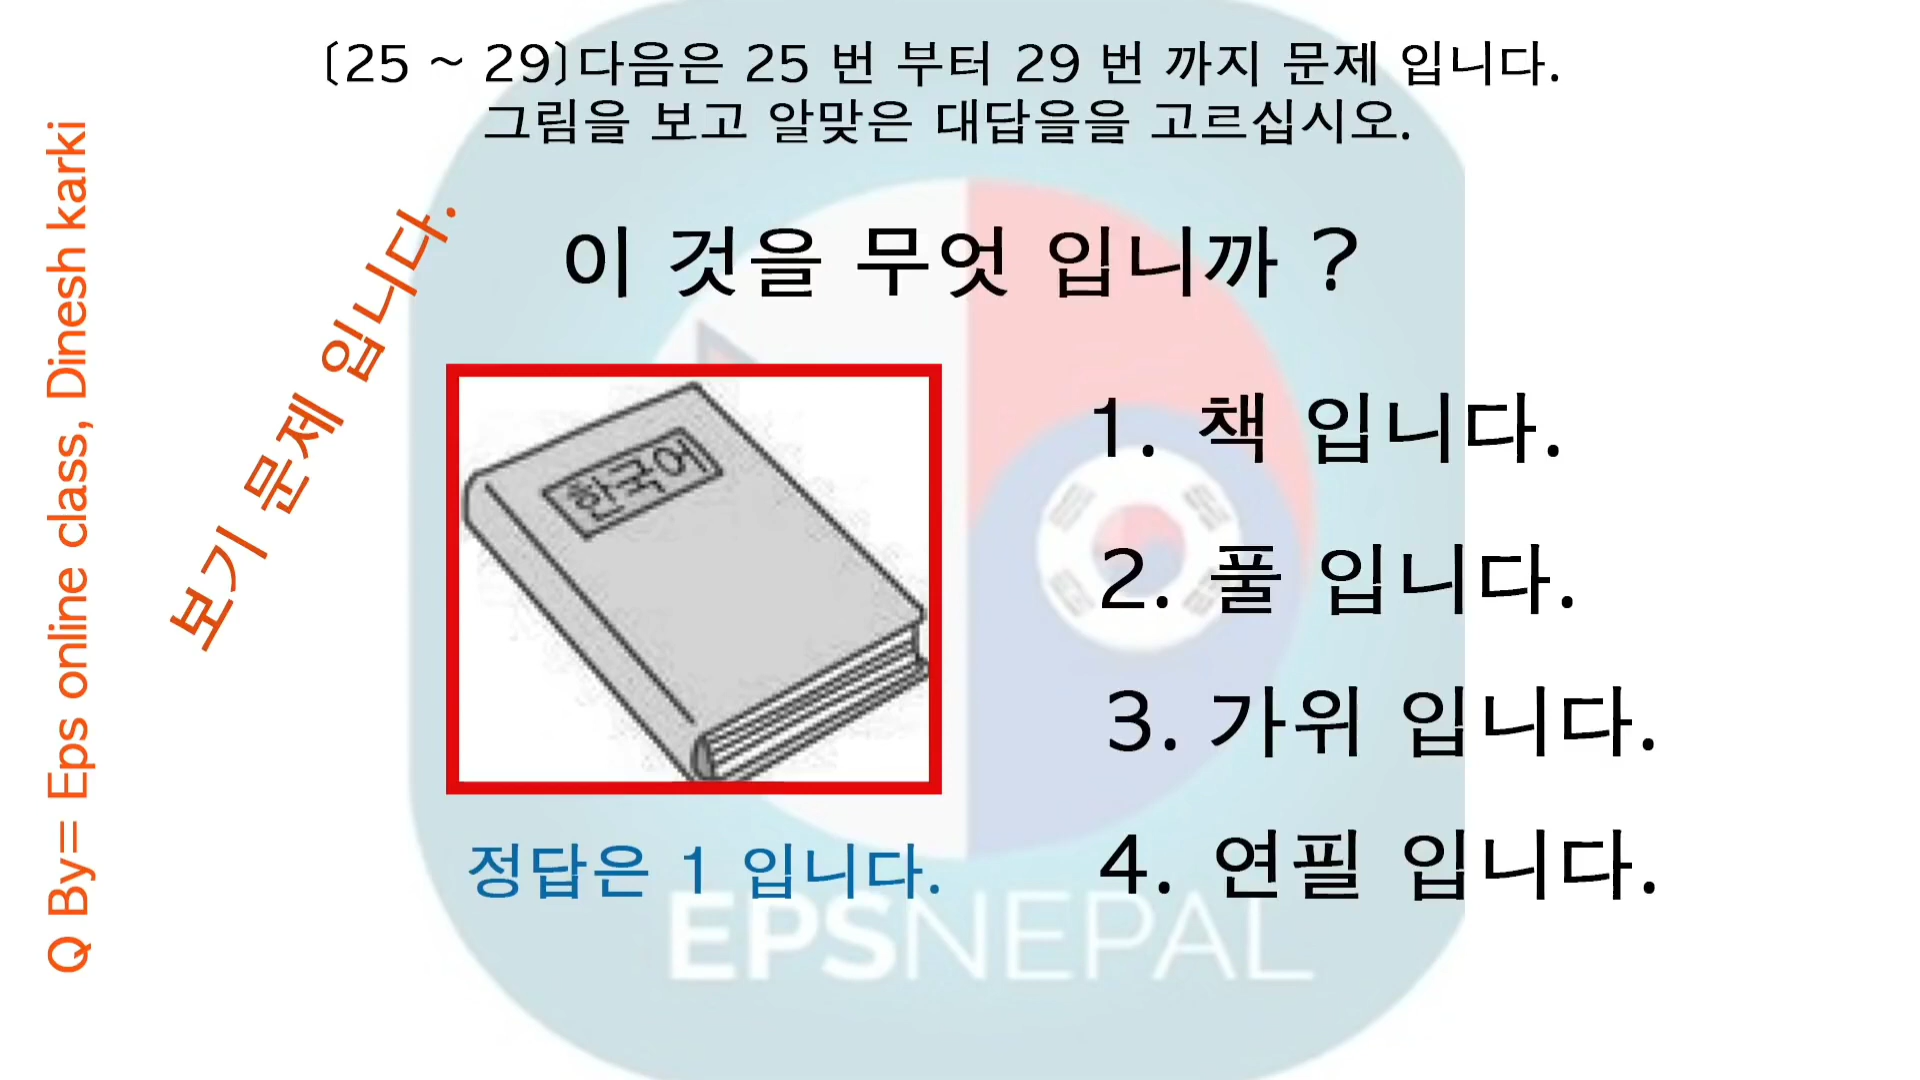 〔25 ~ 29〕다음은 25 번 부터 29 번 까지 문제 입니다.
그림을 보고 알맞은 대답을을 고르십시오.
Q By= Eps online class, Dinesh karki
보기 문제 입니다.
이 것을 무엇 입니까 ?
한국어
1. 책 입니다.
2. 풀 입니다.
3. 가위 입니다.
4. 연필 입니다.
정답은 1 입니다.
EPSNEPAL